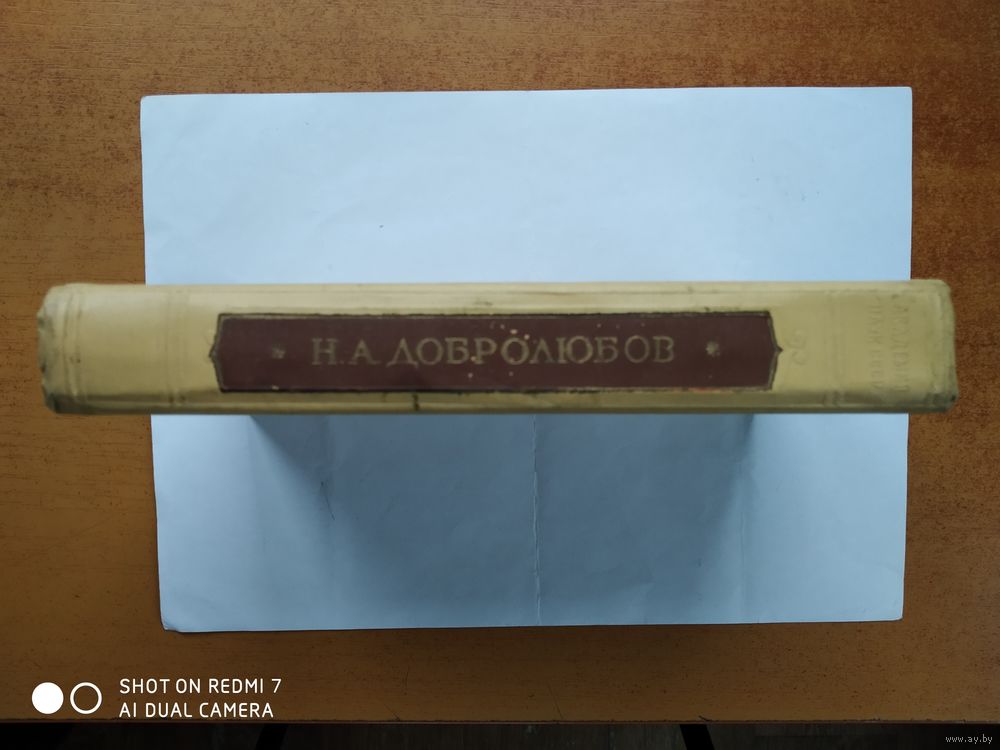 Н. А. ДОБРОЛЮБОВ
SHOT ON REDMI 7
AI DUAL CAMERA
www.ay.by